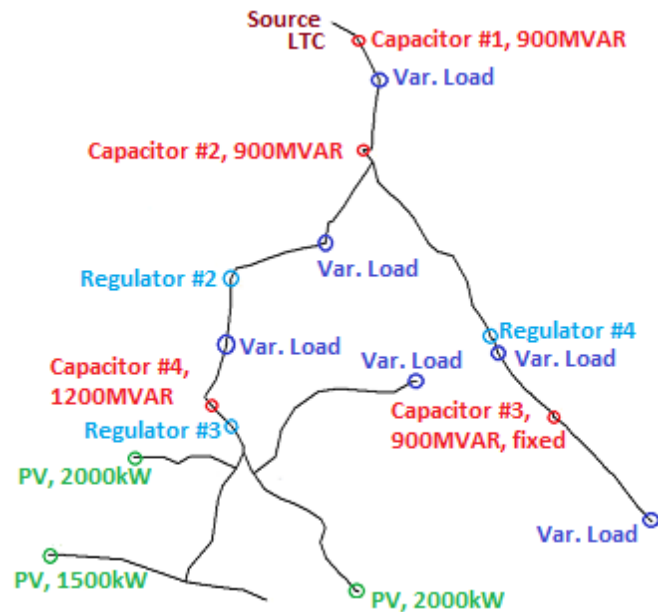 Source
LTC
Capacitor #1, 900MVAR
Var. Load
Capacitor #2, 900MVAR
Var. Load
Regulator #2
Regulator #4
Var. Load
Var. Load
Capacitor #4,
1200MVAR
Var. Load
Capacitor #3,
900MVAR, fixed
Regulator #3
PV, 2000kW
Var. Load
PV, 1500kW
PV, 2000kW